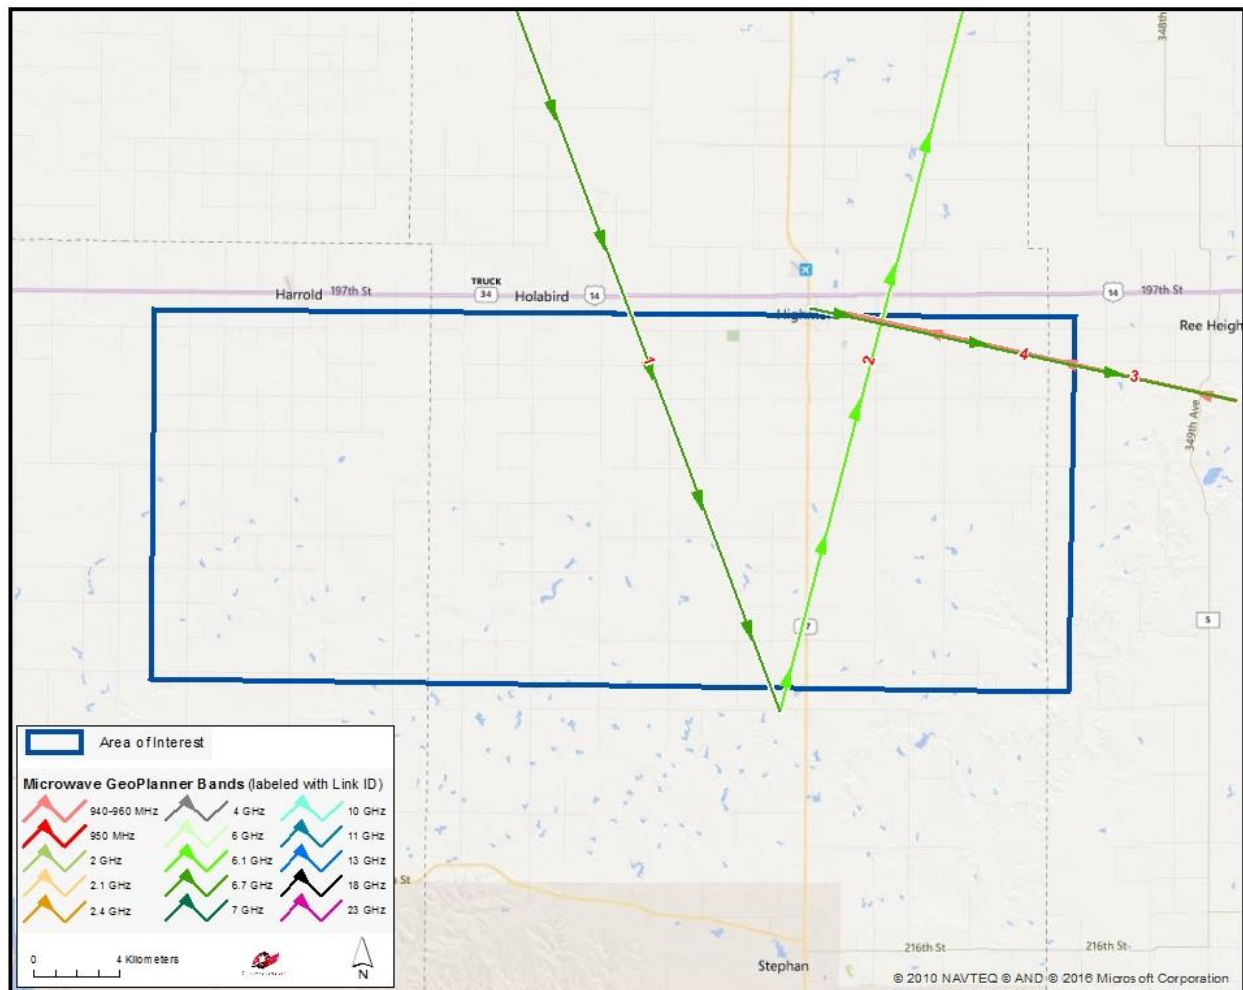 348th
Harrold
197th St
TRUCK
34
Holabird
14
14
197th St
Highm
Ree Heigh
1
2
4
3
349th Ave
7
5
Area of Interest
Microwave GeoPlanner Bands (labeled with Link ID)
940-960 MHz
4 GHz
10 GHz
950 MHz
6 GHz
11 GHz
2 GHz
6.1 GHz
13 GHz
2.1 GHz
6.7 GHz
18 GHz
2.4 GHz
7 GHz
23 GHz
0
4 Kilometers
N
St
216th St
216th St
Stephan
© 2010 NAVTEQ © AND © 2016 Microsoft Corporation